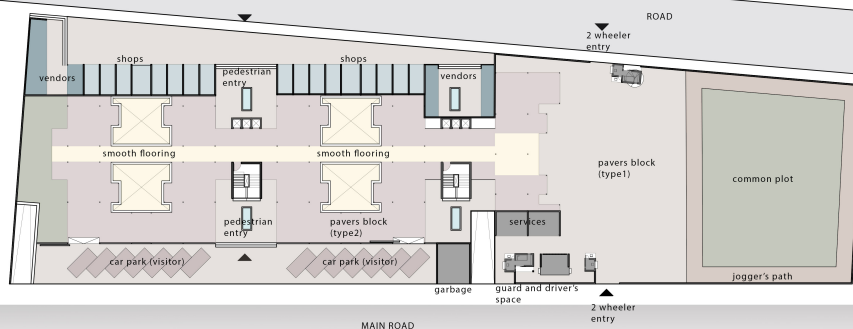 ROAD
2 wheeler
entry
shops
shops
vendors
pedestrian
entry
vendors
smooth flooring
smooth flooring
pavers block
(type1)
common plot
pedestrian
entry
pavers block
(type2)
services
car park (visitor)
car park (visitor)
jogger's path
garbage
guard and driver's
space
2 wheeler
entry
MAIN ROAD